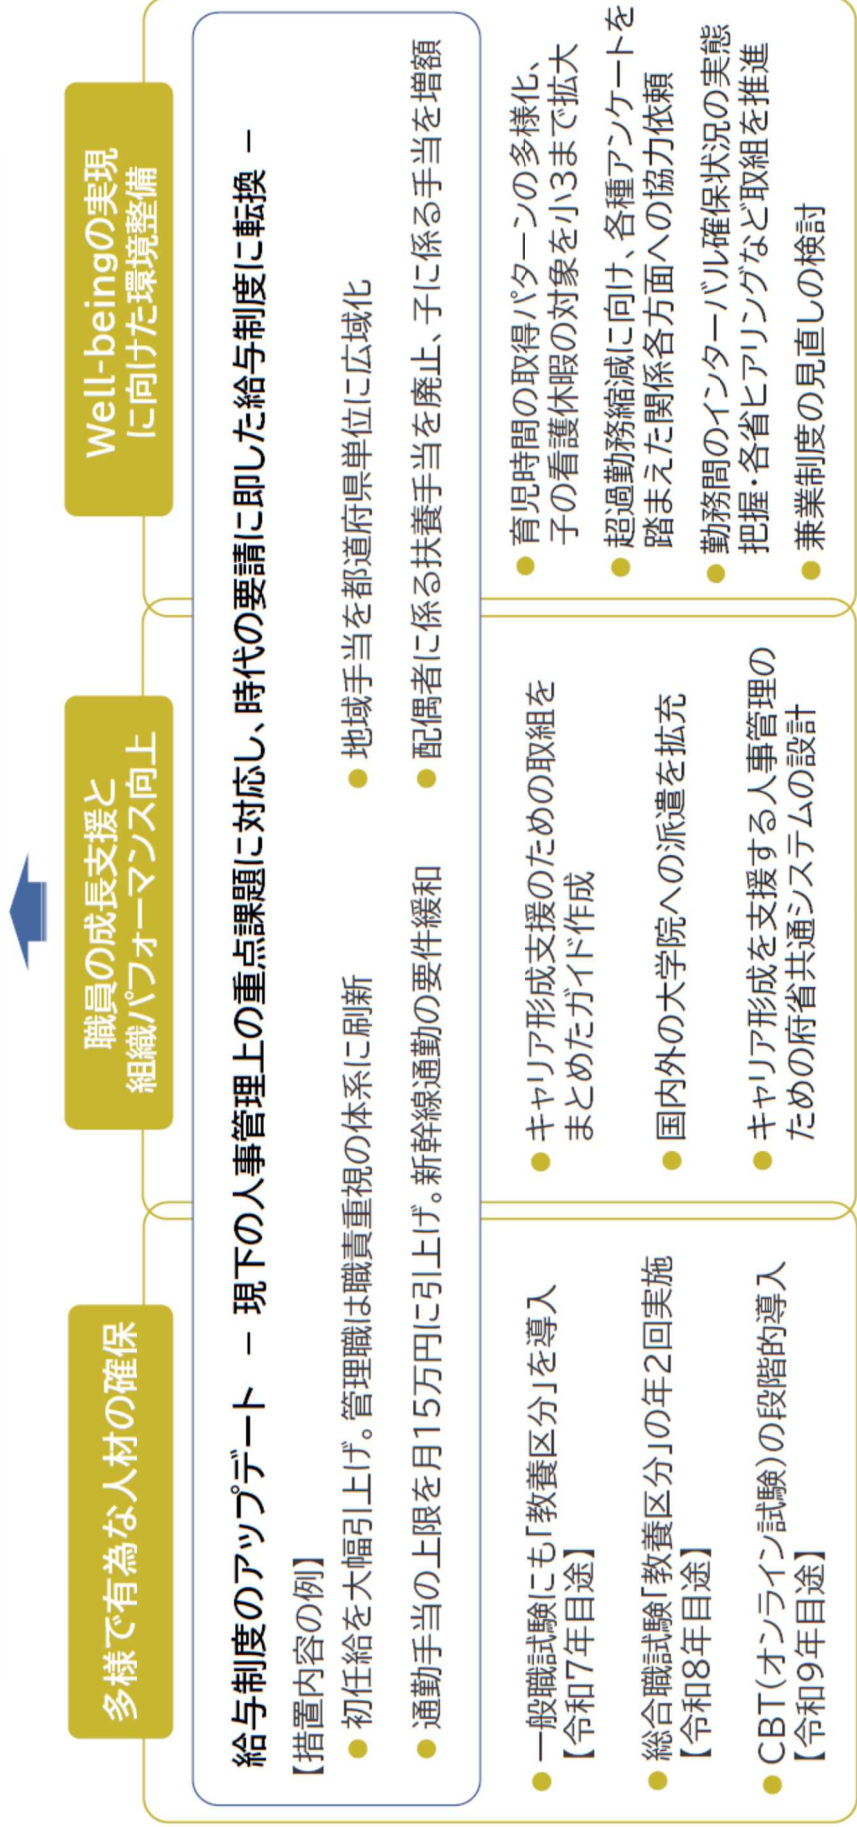 多様で有為な人材の確保
職員の成長支援と
組織パフォーマンス向上
Well-beingの実現
に向けた環境整備
給与制度のアップデート － 現下の人事管理上の重点課題に対応し、時代の要請に即した給与制度に転換 －
【措置内容の例】
● 初任給を大幅引上げ。管理職は職責重視の体系に刷新
● 通勤手当の上限を月15万円に引上げ。新幹線通勤の要件緩和
● 地域手当を都道府県単位に広域化
● 配偶者に係る扶養手当を廃止、子に係る手当を増額
● 一般職試験にも「教養区分」を導入
【令和7年目途】
● 総合職試験「教養区分」の年2回実施
【令和8年目途】
● CBT(オンライン試験)の段階的導入
【令和9年目途】
● キャリア形成支援のための取組を
まとめたガイド作成
● 国内外の大学院への派遣を拡充
● キャリア形成を支援する人事管理の
ための府省共通システムの設計
● 育児時間の取得パターンの多様化、
子の看護休暇の対象を小3まで拡大
● 超過勤務縮減に向け、各種アンケートを
踏まえた関係各方面への協力依頼
● 勤務間のインターバル確保状況の実態
把握・各省ヒアリングなど取組を推進
● 兼業制度の見直しの検討